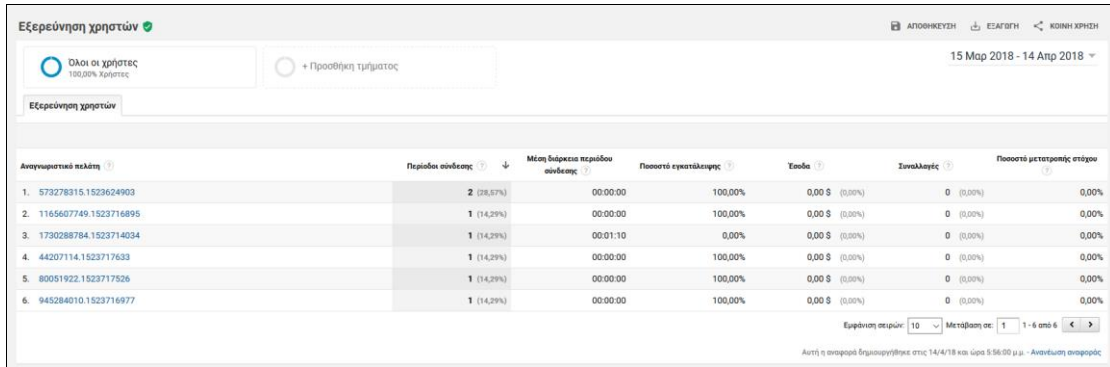 Εξερεύνηση χρηστών
ΑΠΟΘΗΚΕΥΣΗ ΕΞΑΓΩΓΗ ΚΟΙΝΗ ΧΡΗΣΗ
Όλοι οι χρήστες
100,00% Χρήστες
+ Προσθήκη τμήματος
15 Μαρ 2018 - 14 Απρ 2018
Εξερεύνηση χρηστών
Αναγνωριστικό πελάτη ? Περίοδοι σύνδεσης ? Μέση διάρκεια περιόδου σύνδεσης ? Ποσοστό εγκατάλειψης ? Έσοδα ? Συναλλαγές ? Ποσοστό μετατροπής στόχου ?
1. 573278315.1523624903 2 (28,57%) 00:00:00 100,00% 0,00 $ (0,00%) 0 (0,00%) 0,00%
2. 1165607749.1523716895 1 (14,29%) 00:00:00 100,00% 0,00 $ (0,00%) 0 (0,00%) 0,00%
3. 1730288784.1523714034 1 (14,29%) 00:01:10 0,00% 0,00 $ (0,00%) 0 (0,00%) 0,00%
4. 44207114.1523717633 1 (14,29%) 00:00:00 100,00% 0,00 $ (0,00%) 0 (0,00%) 0,00%
5. 80051922.1523717526 1 (14,29%) 00:00:00 100,00% 0,00 $ (0,00%) 0 (0,00%) 0,00%
6. 945284010.1523716977 1 (14,29%) 00:00:00 100,00% 0,00 $ (0,00%) 0 (0,00%) 0,00%
Εμφάνιση σειρών: 10 Μετάβαση σε: 1 1 - 6 από 6
Αυτή η αναφορά δημιουργήθηκε στις 14/4/18 και ώρα 5:56:00 μ.μ. - Ανανέωση αναφοράς